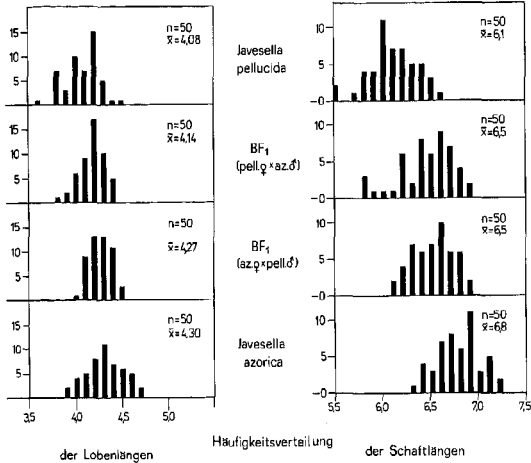 15
10
5
n=50
x̄=4,08
Javesella
pellucida
10
5
0
n=50
x̄=6,1
15
10
5
n=50
x̄=4,14
BF1
(pell.♀×az.♂)
10
5
0
n=50
x̄=6,5
15
10
5
n=50
x̄=4,27
BF1
(az.♀×pell.♂)
10
5
0
n=50
x̄=6,5
15
10
5
n=50
x̄=4,30
Javesella
azorica
10
5
0
n=50
x̄=6,8
3,5 4,0 4,5 5,0
5,5 6,0 6,5 7,0 7,5
Häufigkeitsverteilung
der Lobenlängen
der Schaftlängen